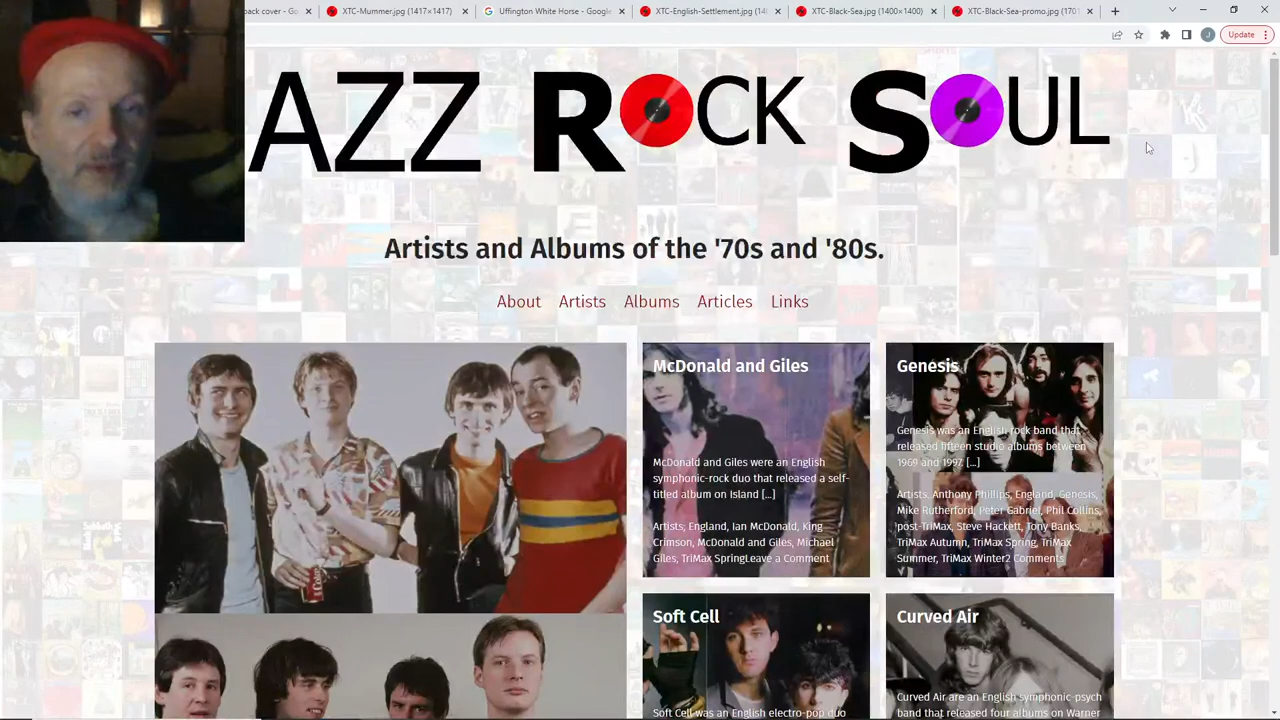 back cover - Go
XTC-Mummer.jpg (1417×1417)
Uffington White Horse - Google
XTC-English-Settlement.jpg (14
XTC-Black-Sea.jpg (1400×1400)
XTC-Black-Sea-promo.jpg (1701
J
Update
AZZ ROCK SOUL
Artists and Albums of the '70s and '80s.
About Artists Albums Articles Links
McDonald and Giles
McDonald and Giles were an English
symphonic-rock duo that released a self-
titled album on Island [...]
Artists, England, Ian McDonald, King
Crimson, McDonald and Giles, Michael
Giles, TriMax SpringLeave a Comment
Genesis
Genesis was an English rock band that
released fifteen studio albums between
1969 and 1997. [...]
Artists, Anthony Phillips, England, Genesis,
Mike Rutherford, Peter Gabriel, Phil Collins,
post-TriMax, Steve Hackett, Tony Banks,
TriMax Autumn, TriMax Spring, TriMax
Summer, TriMax Winter2 Comments
Soft Cell
Soft Cell was an English electro-pop duo
Curved Air
Curved Air are an English symphonic-psych
band that released four albums on Warner